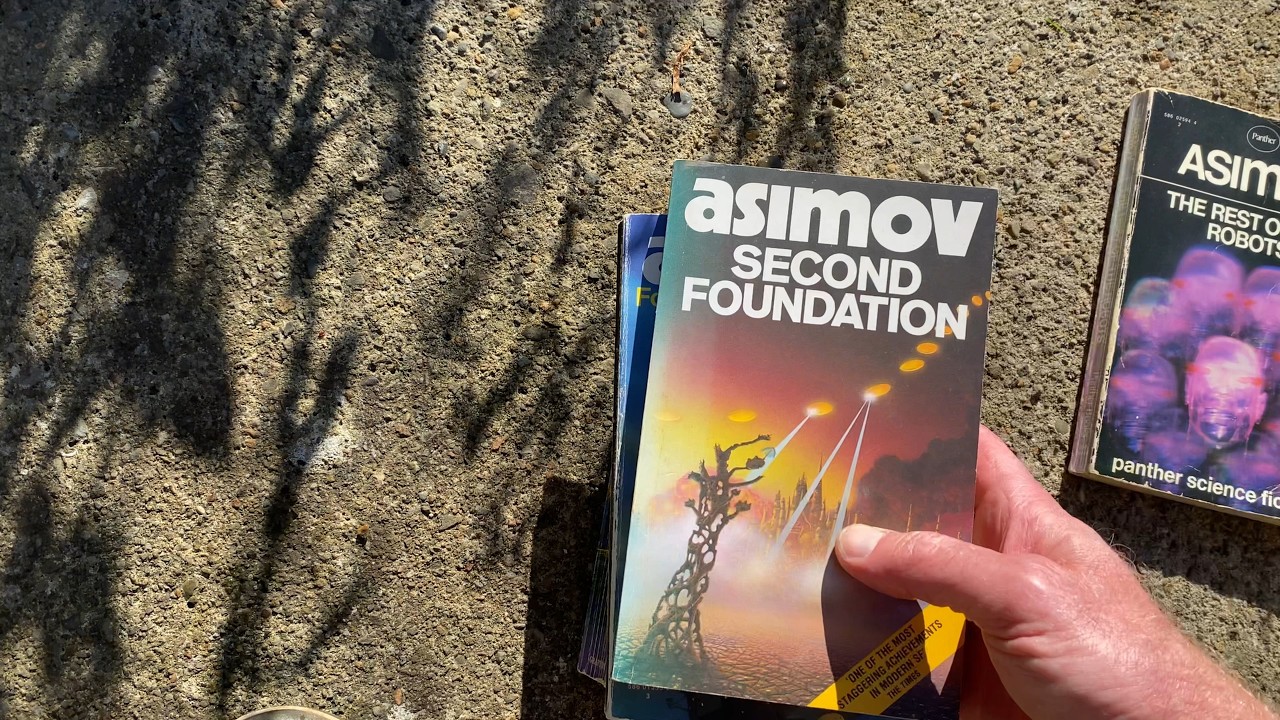 asimov
SECOND
FOUNDATION
'ONE OF THE MOST
STAGGERING ACHIEVEMENTS
IN MODERN SF'
THE TIMES
Panther
ASIM
THE REST O
ROBOTS
panther science fic